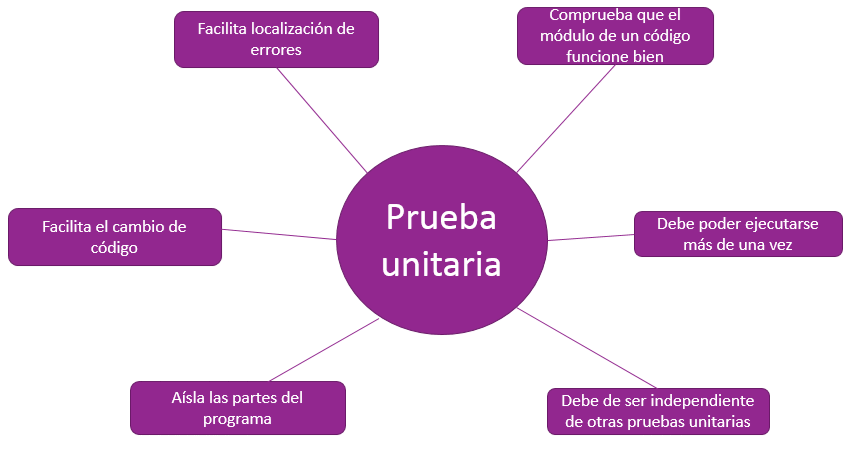 Facilita localización de
errores
Comprueba que el
módulo de un código
funcione bien
Prueba
unitaria
Facilita el cambio de
código
Debe poder ejecutarse
más de una vez
Aísla las partes del
programa
Debe de ser independiente
de otras pruebas unitarias